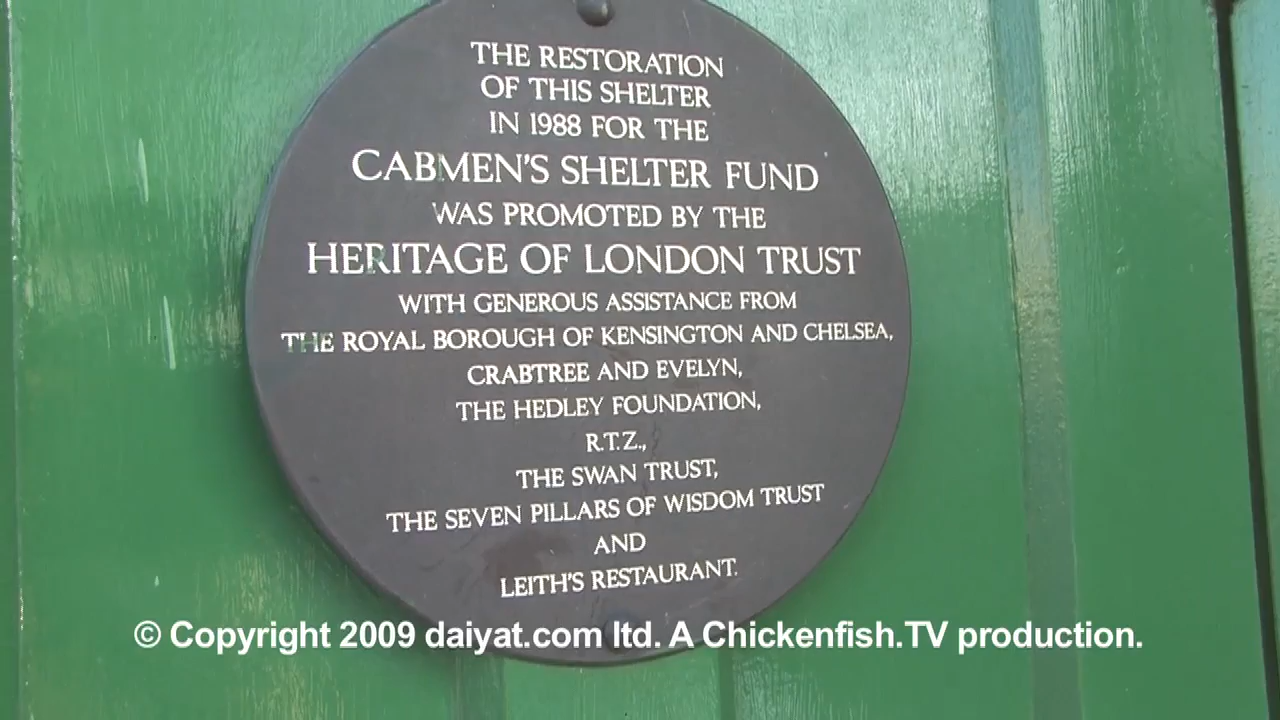 THE RESTORATION
OF THIS SHELTER
IN 1988 FOR THE
CABMEN'S SHELTER FUND
WAS PROMOTED BY THE
HERITAGE OF LONDON TRUST
WITH GENEROUS ASSISTANCE FROM
THE ROYAL BOROUGH OF KENSINGTON AND CHELSEA,
CRABTREE AND EVELYN,
THE HEDLEY FOUNDATION,
R.T.Z.,
THE SWAN TRUST,
THE SEVEN PILLARS OF WISDOM TRUST
AND
LEITH'S RESTAURANT.
© Copyright 2009 daiyat.com ltd. A Chickenfish.TV production.